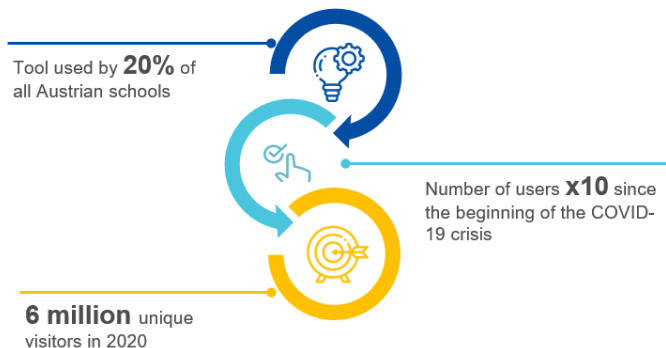 Tool used by 20% of
all Austrian schools
Number of users x10 since
the beginning of the COVID-
19 crisis
6 million unique
visitors in 2020